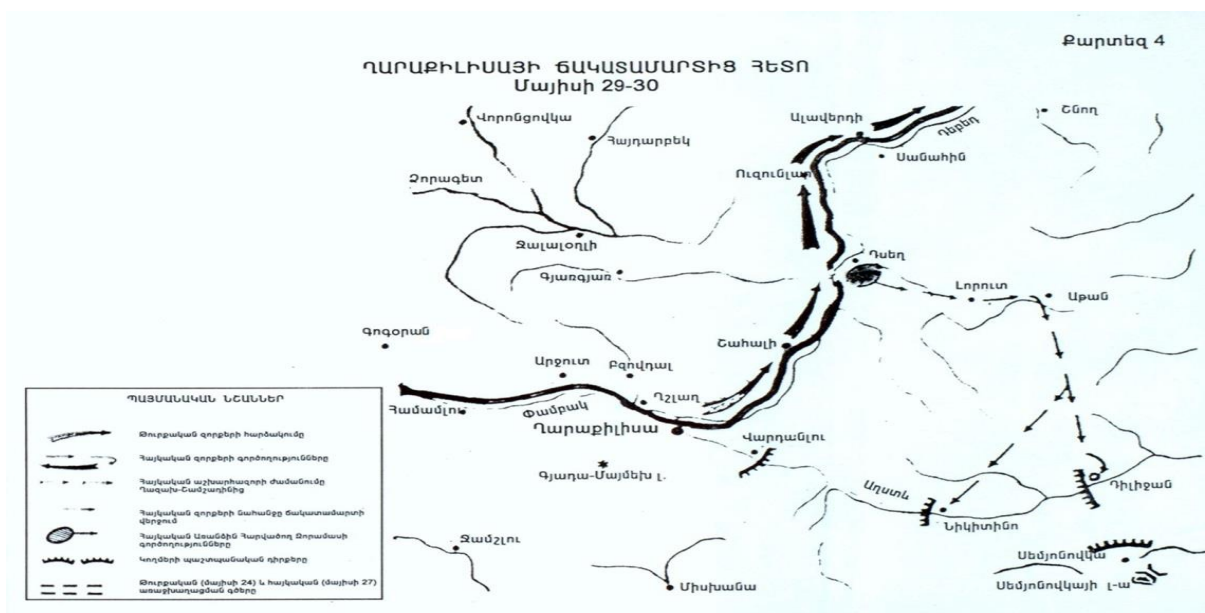 Քարտեզ 4
ՂԱՐԱՔԻԼԻՍԱՅԻ ՃԱԿԱՏԱՄԱՐՏԻՑ ՀԵՏՈ
Մայիսի 29-30
Վորոնցովկա
Հայդարբեկ
Ալավերդի
Դեբեդ
Շնող
Սանահին
Ձորագետ
Ուզունլար
Ջալալօղլի
Դսեղ
Գյառգյառ
Լորուտ
Աթան
Գոգօրան
Շահալի
Արջուտ
Բզովդալ
Համամլու
Փամբակ
Ղշլաղ
Ղարաքիլիսա
Վարդանլու
Գյադա-Մայմեխ լ.
Աղստև
Դիլիջան
Նիկիտինո
Ջամշլու
Միսխանա
Սեմյոնովկա
Սեմյոնովկայի լ-ա
ՊԱՅՄԱՆԱԿԱՆ ՆՇԱՆՆԵՐ
Թուրքական զորքերի հարձակումը
Հայկական զորքերի գործողությունները
Հայկական աշխարհազորի ժամանումը
Ղազախ-Շամշադինից
Հայկական զորքերի նահանջը ճակատամարտի
վերջում
Հայկական Առանձին Հարվածող Զորամասի
գործողությունները
Կողմերի պաշտպանական դիրքերը
Թուրքական (մայիսի 24) և հայկական (մայիսի 27)
առաջխաղացման գծերը